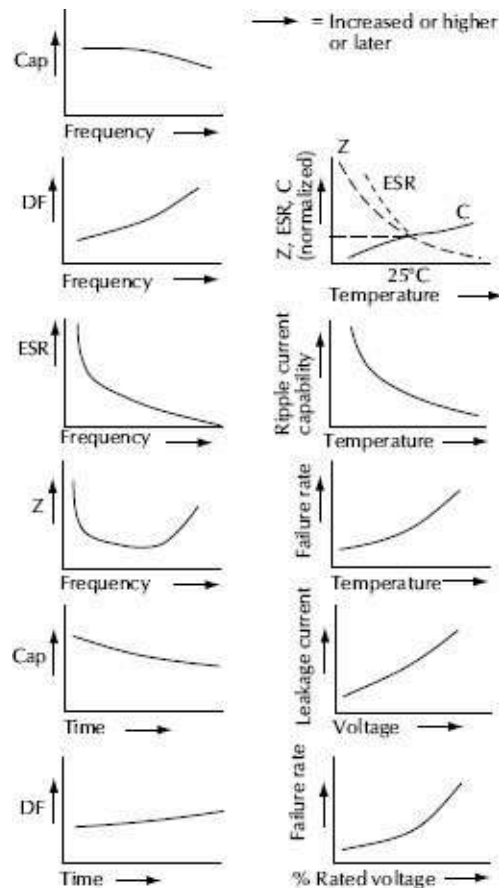 Cap
Frequency
= Increased or higher
or later
DF
Frequency
Z, ESR, C
(normalized)
Z
ESR
C
25°C
Temperature
ESR
Frequency
Ripple current
capability
Temperature
Z
Frequency
Failure rate
Temperature
Cap
Time
Leakage current
Voltage
DF
Time
Failure rate
% Rated voltage